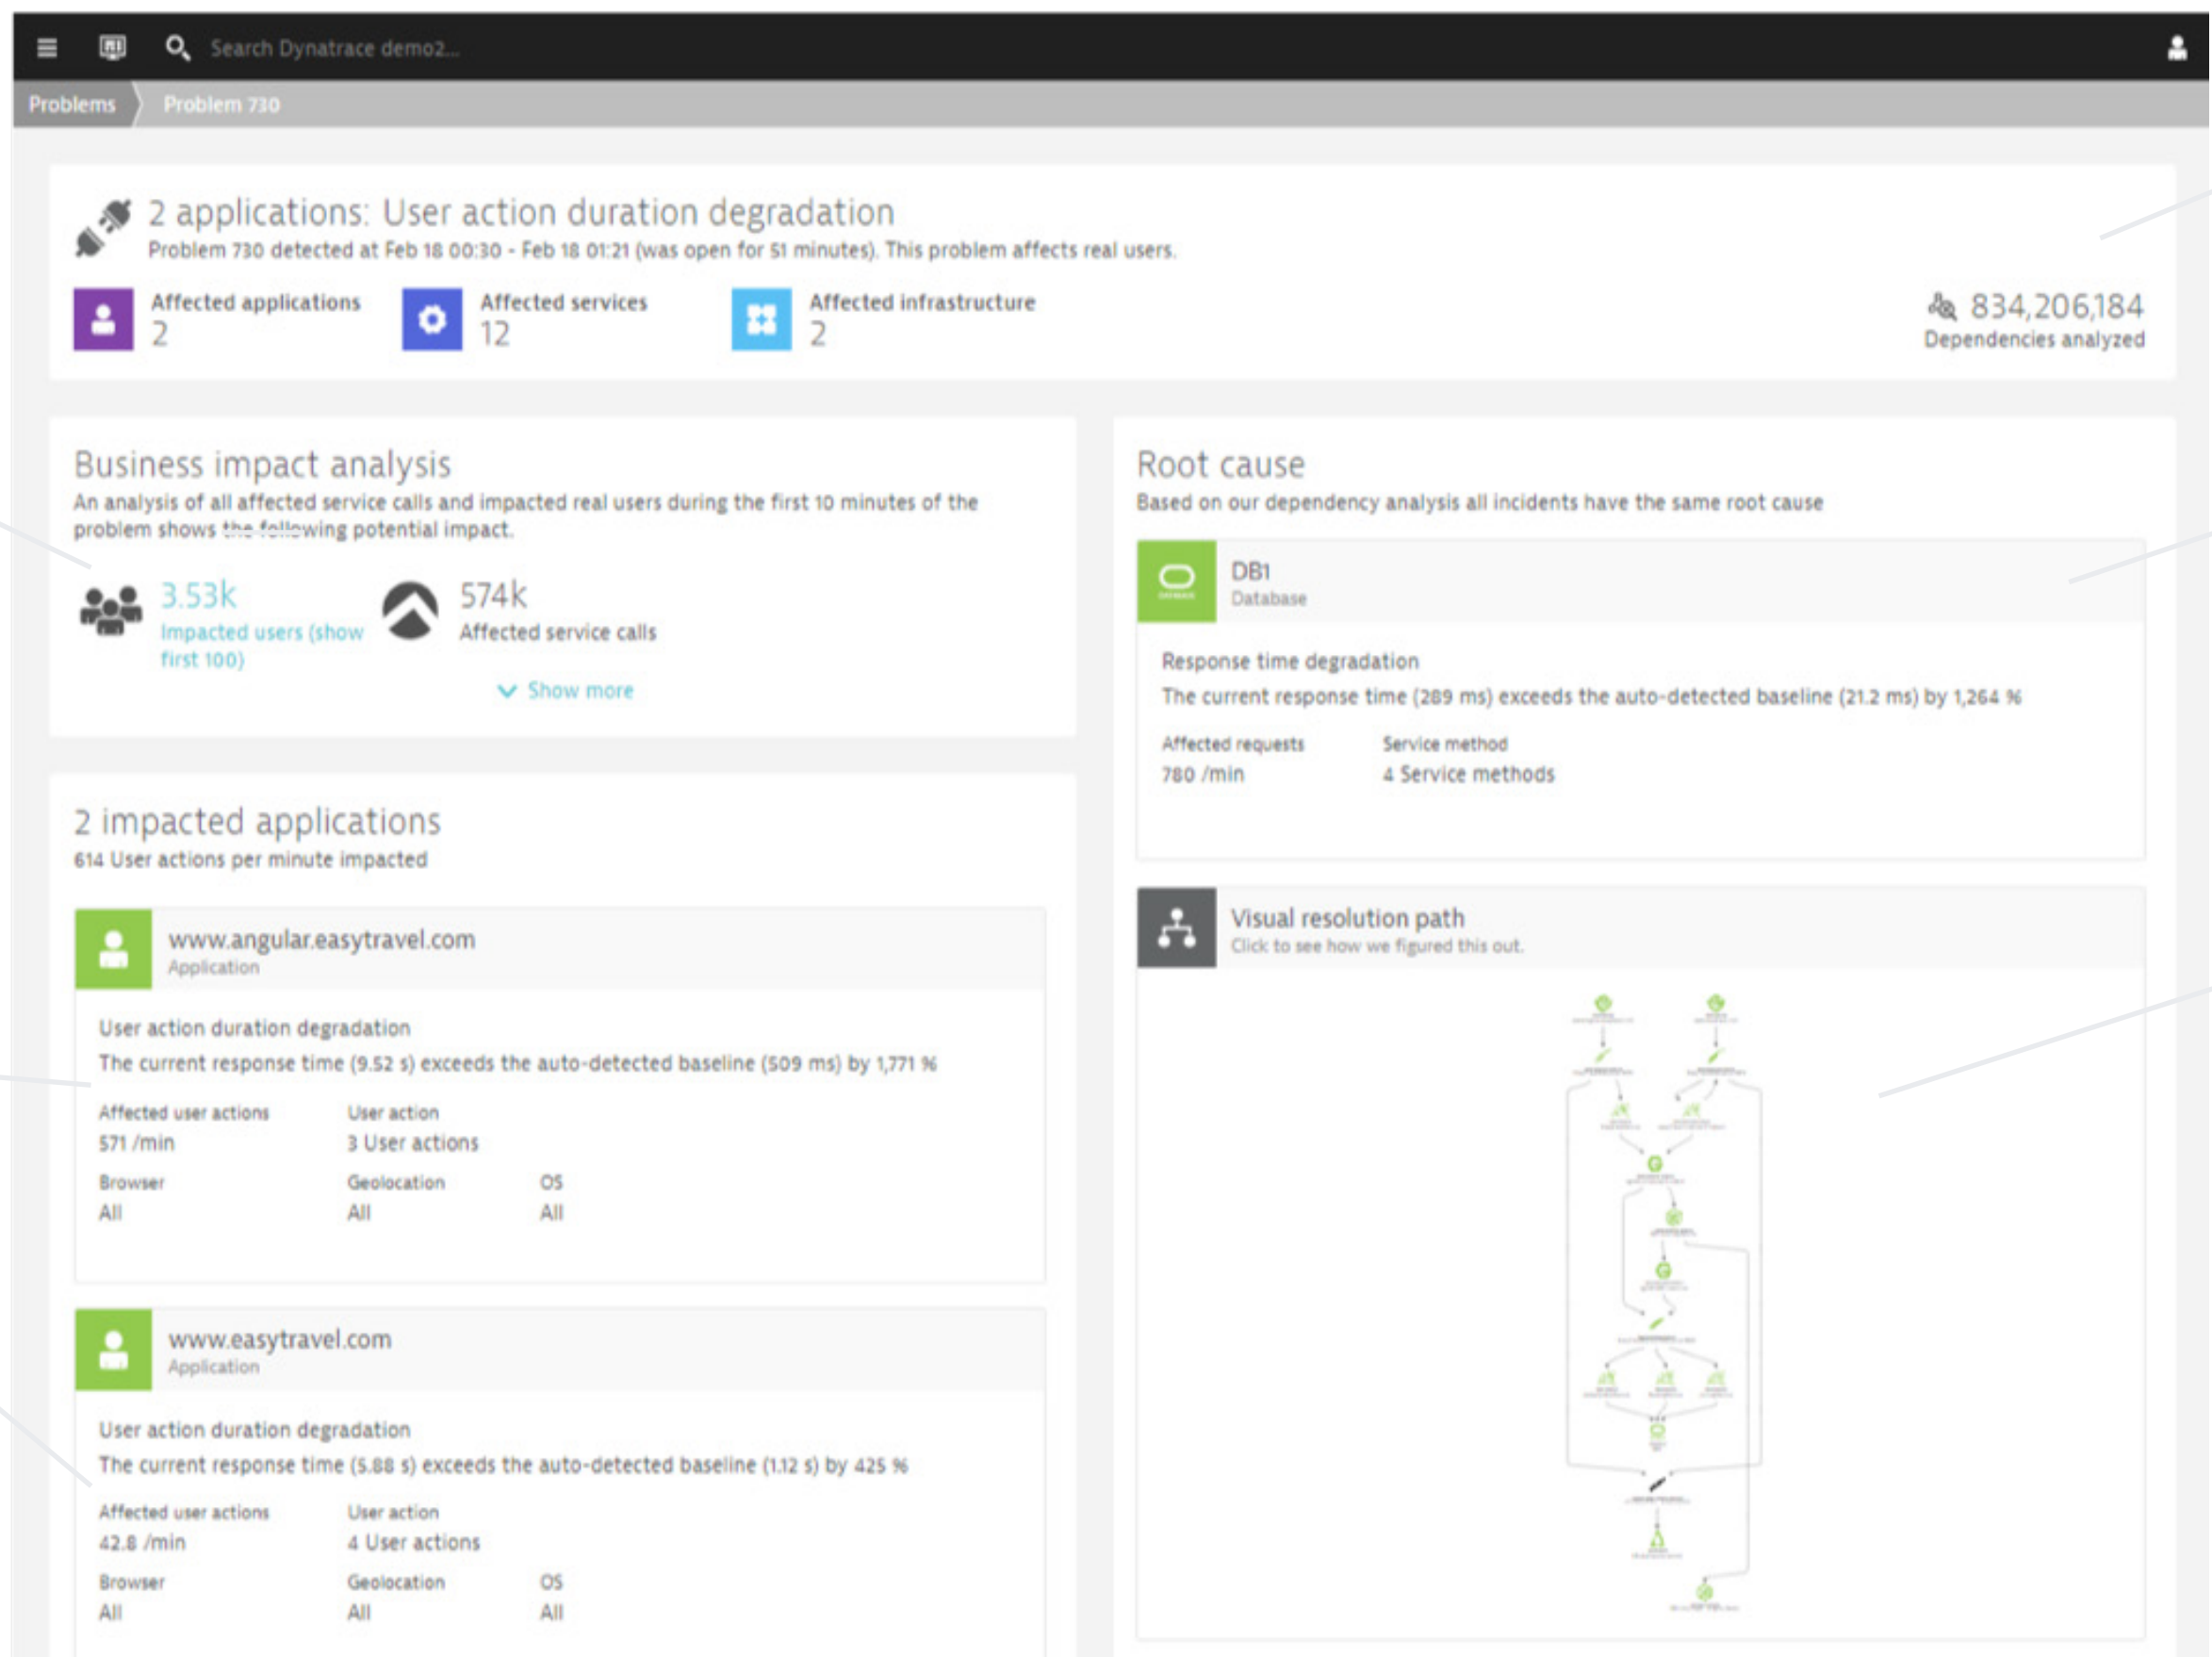 Search Dynatrace demo2...
Problems
Problem 730
2 applications: User action duration degradation
Problem 730 detected at Feb 18 00:30 - Feb 18 01:21 (was open for 51 minutes). This problem affects real users.
Affected applications
2
Affected services
12
Affected infrastructure
2
834,206,184
Dependencies analyzed
Business impact analysis
An analysis of all affected service calls and impacted real users during the first 10 minutes of the
problem shows the following potential impact.
3.53k
Impacted users (show
first 100)
574k
Affected service calls
Show more
2 impacted applications
614 User actions per minute impacted
www.angular.easytravel.com
Application
User action duration degradation
The current response time (9.52 s) exceeds the auto-detected baseline (509 ms) by 1,771 %
Affected user actions
User action
571 /min
3 User actions
Browser
Geolocation
OS
All
All
All
www.easytravel.com
Application
User action duration degradation
The current response time (5.88 s) exceeds the auto-detected baseline (1.12 s) by 425 %
Affected user actions
User action
42.8 /min
4 User actions
Browser
Geolocation
OS
All
All
All
Root cause
Based on our dependency analysis all incidents have the same root cause
DB1
Database
Response time degradation
The current response time (289 ms) exceeds the auto-detected baseline (21.2 ms) by 1,264 %
Affected requests
Service method
780 /min
4 Service methods
Visual resolution path
Click to see how we figured this out.